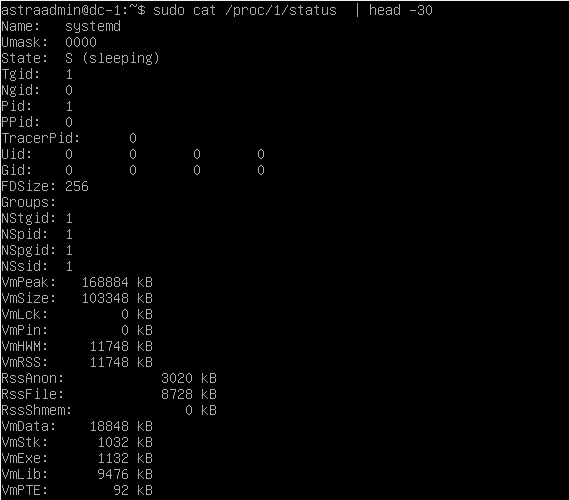 astraadmin@dc-1:~$ sudo cat /proc/1/status  | head -30
Name:   systemd
Umask:  0000
State:  S (sleeping)
Tgid:   1
Ngid:   0
Pid:    1
PPid:   0
TracerPid:      0
Uid:    0       0       0       0
Gid:    0       0       0       0
FDSize: 256
Groups:
NStgid: 1
NSpid:  1
NSpgid: 1
NSsid:  1
VmPeak:   168884 kB
VmSize:   103348 kB
VmLck:         0 kB
VmPin:         0 kB
VmHWM:     11748 kB
VmRSS:     11748 kB
RssAnon:            3020 kB
RssFile:            8728 kB
RssShmem:              0 kB
VmData:    18848 kB
VmStk:      1032 kB
VmExe:      1132 kB
VmLib:      9476 kB
VmPTE:        92 kB